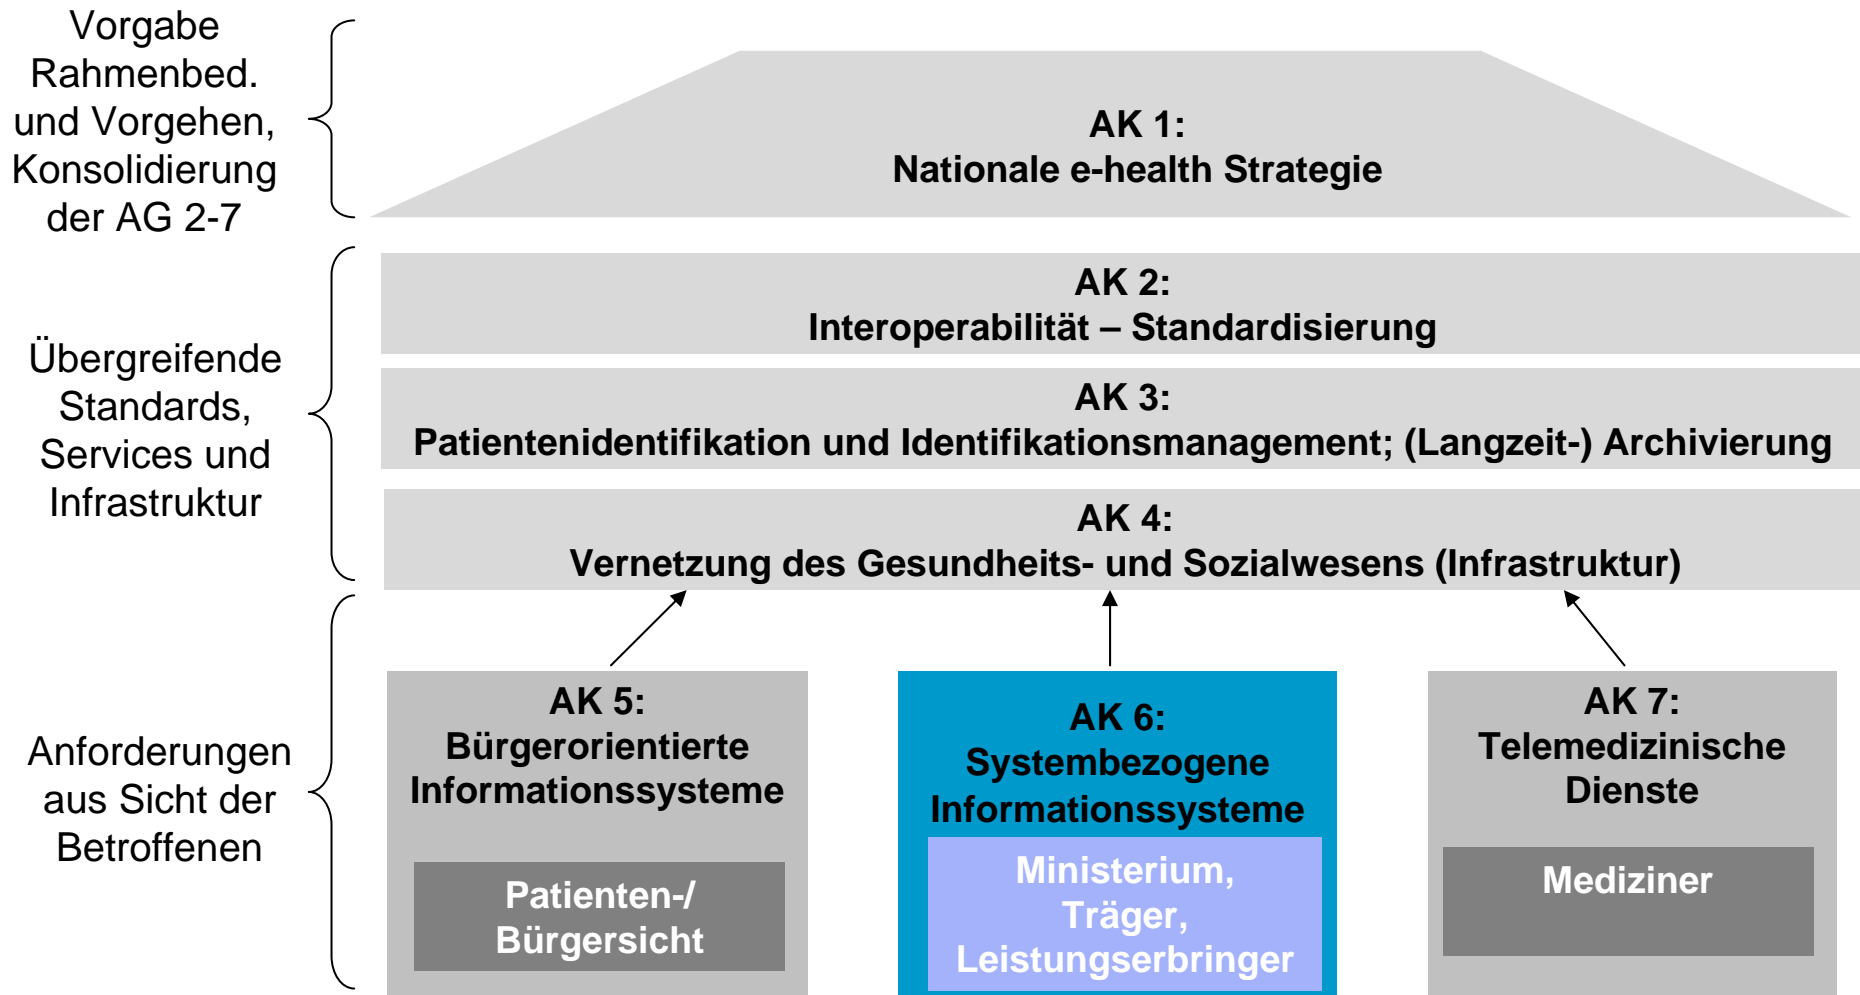 Vorgabe
Rahmenbed.
und Vorgehen,
Konsolidierung
der AG 2-7
AK 1:
Nationale e-health Strategie
Übergreifende
Standards,
Services und
Infrastruktur
AK 2:
Interoperabilität – Standardisierung
AK 3:
Patientenidentifikation und Identifikationsmanagement; (Langzeit-) Archivierung
AK 4:
Vernetzung des Gesundheits- und Sozialwesens (Infrastruktur)
Anforderungen
aus Sicht der
Betroffenen
AK 5:
Bürgerorientierte
Informationssysteme
Patienten-/
Bürgersicht
AK 6:
Systembezogene
Informationssysteme
Ministerium,
Träger,
Leistungserbringer
AK 7:
Telemedizinische
Dienste
Mediziner